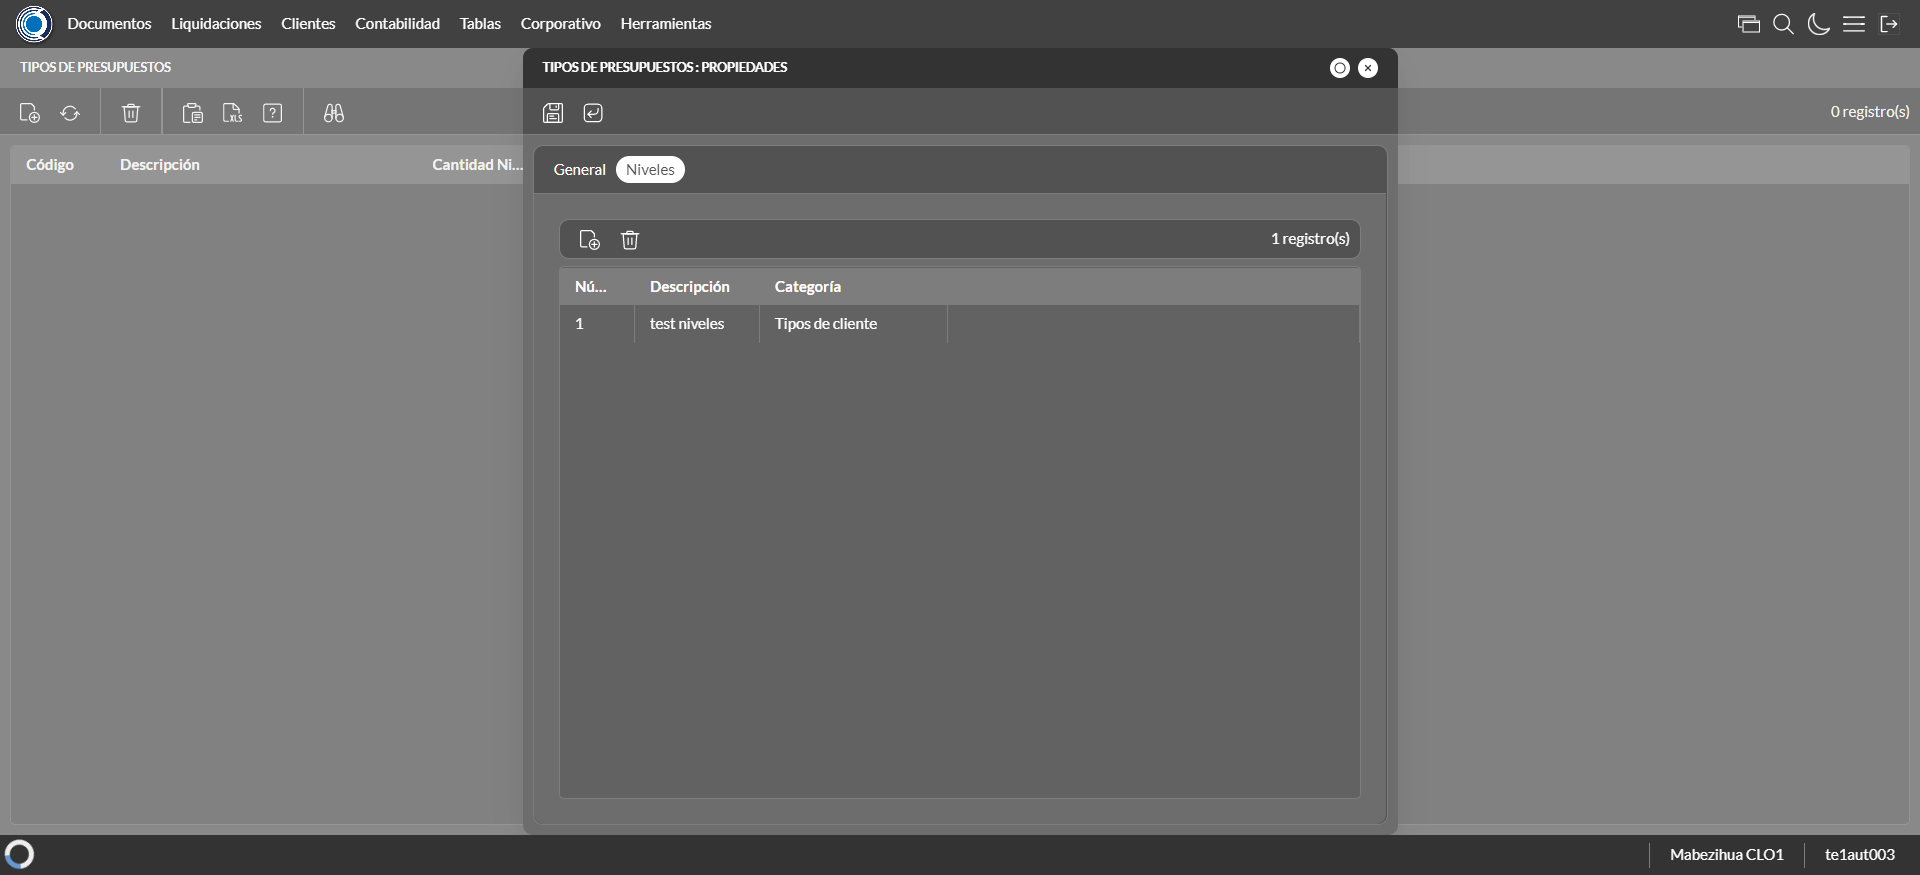 Documentos Liquidaciones Clientes Contabilidad Tablas Corporativo Herramientas
TIPOS DE PRESUPUESTOS
TIPOS DE PRESUPUESTOS : PROPIEDADES
XLS
?
0 registro(s)
Código Descripción Cantidad Ni...
General Niveles
1 registro(s)
Nú... Descripción Categoría
1 test niveles Tipos de cliente
Mabezihua CLO1 te1aut003